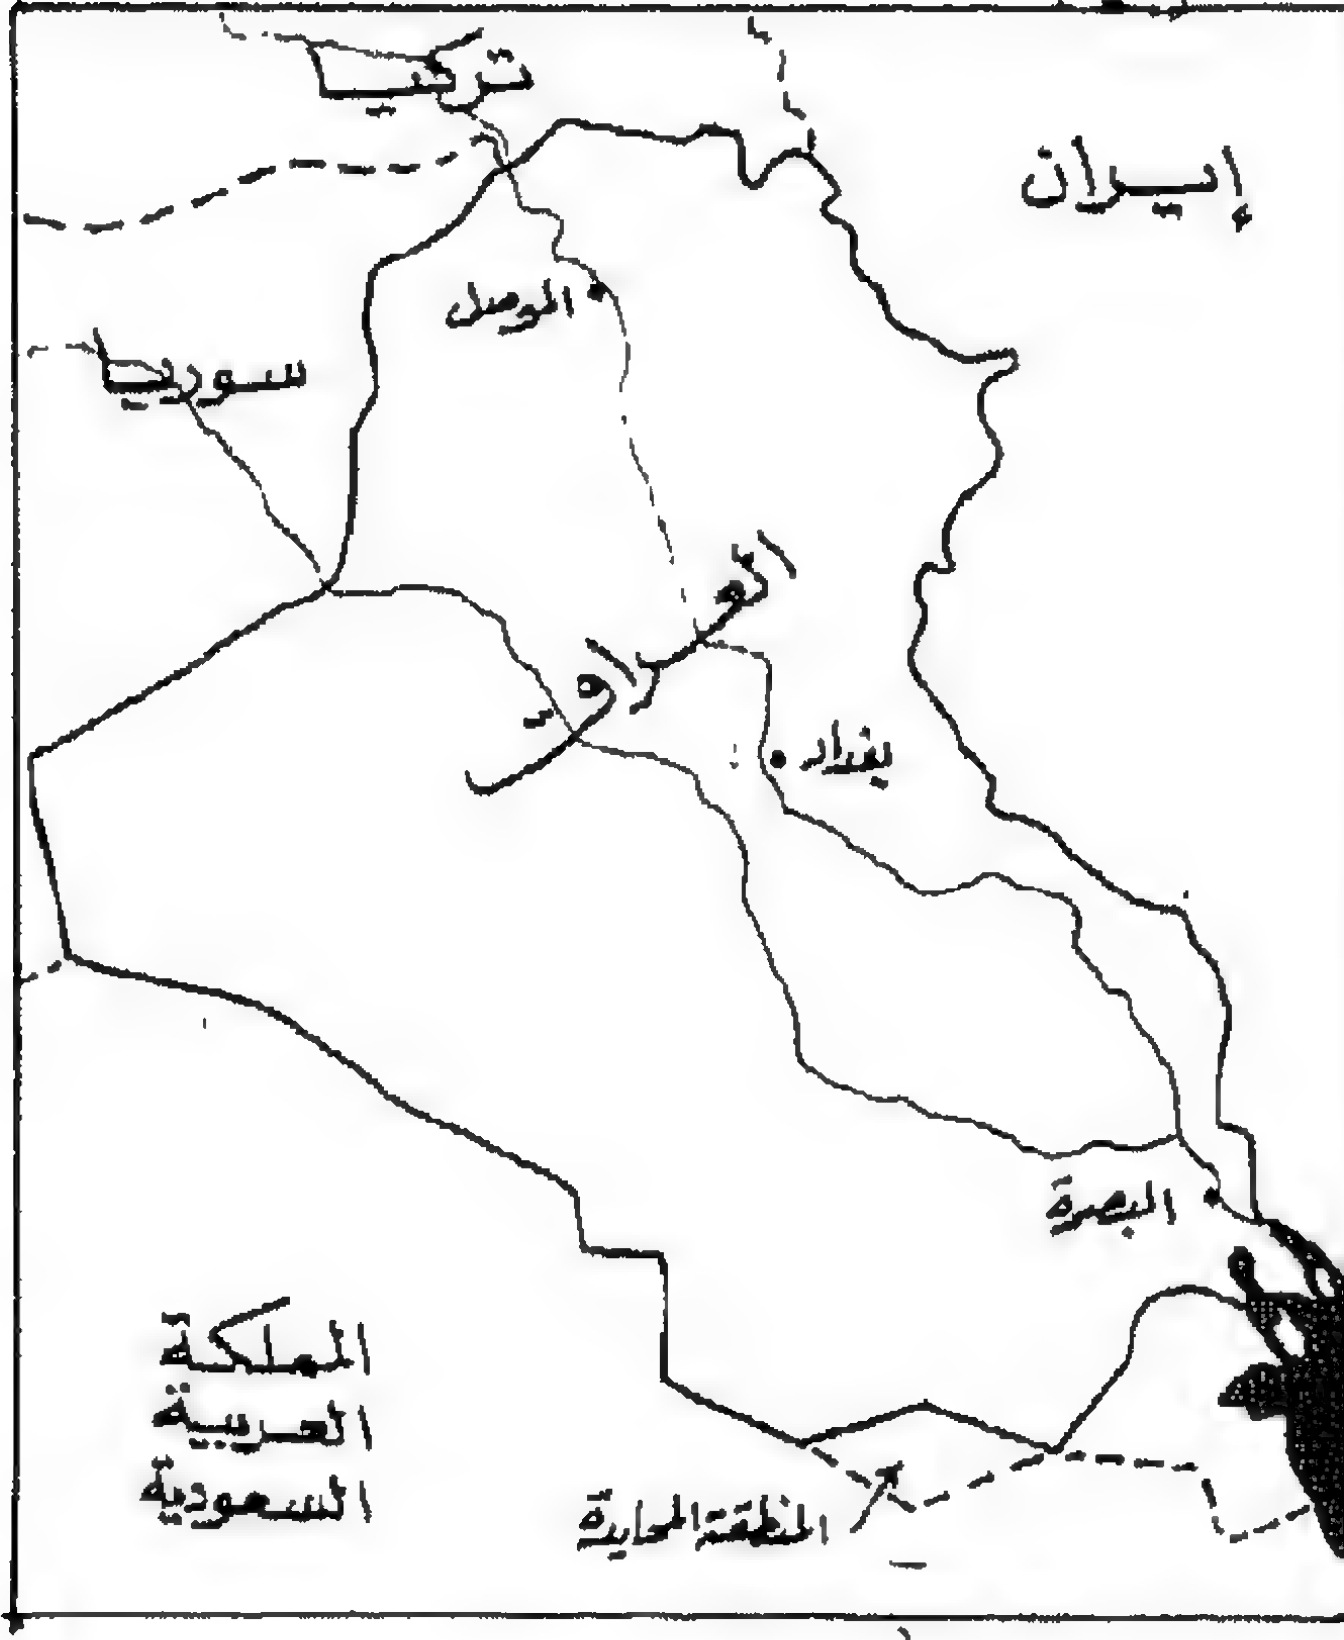 تركيا
إيران
الموصل
سوريا
العراق
بغداد
البصرة
المملكة
العربية
السعودية
المنطقة المحايدة